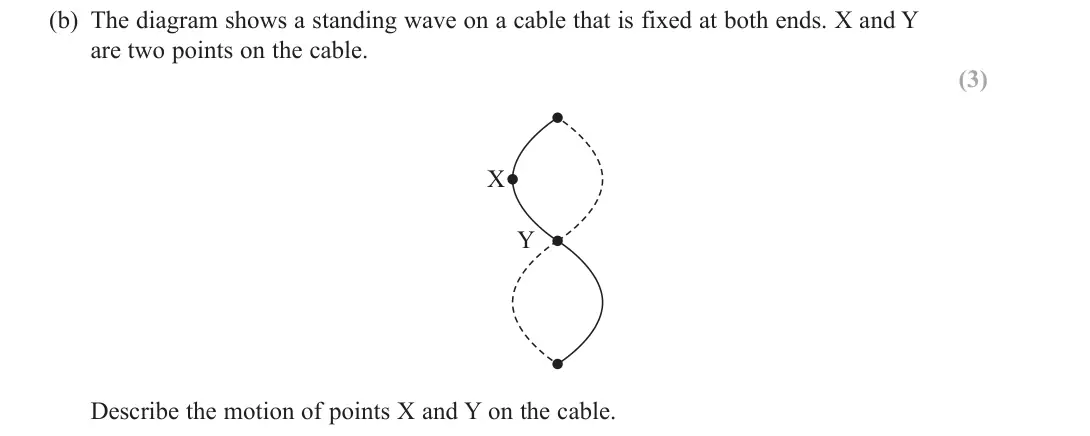 (b) The diagram shows a standing wave on a cable that is fixed at both ends. X and Y
are two points on the cable.
(3)
X
Y
Describe the motion of points X and Y on the cable.